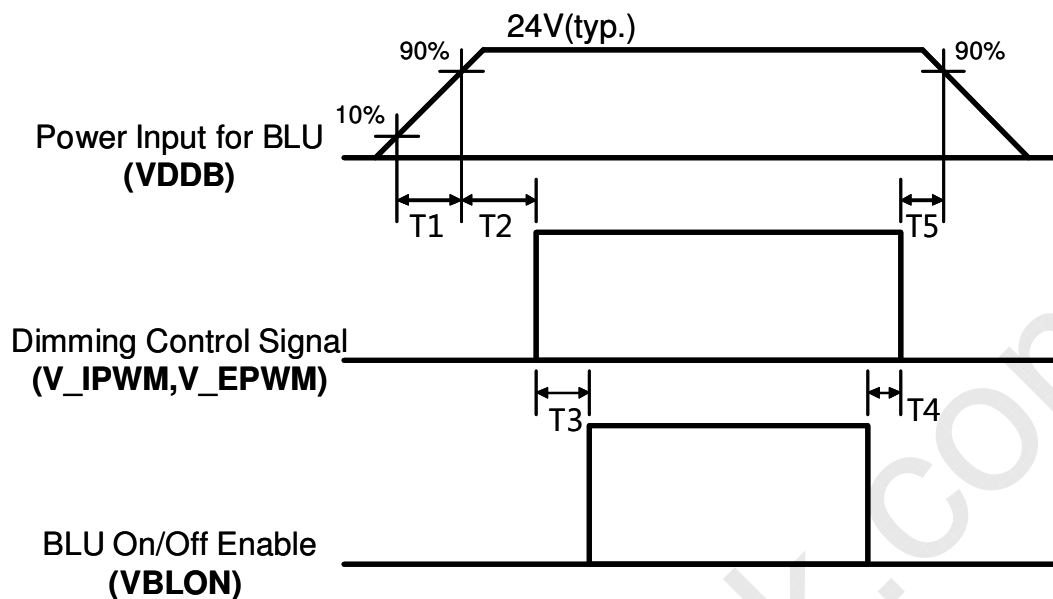 24V(typ.)
90%
90%
10%
Power Input for BLU
(VDDB)
T1
T2
T5
Dimming Control Signal
(V_IPWM,V_EPWM)
T3
T4
BLU On/Off Enable
(VBLON)
k.com